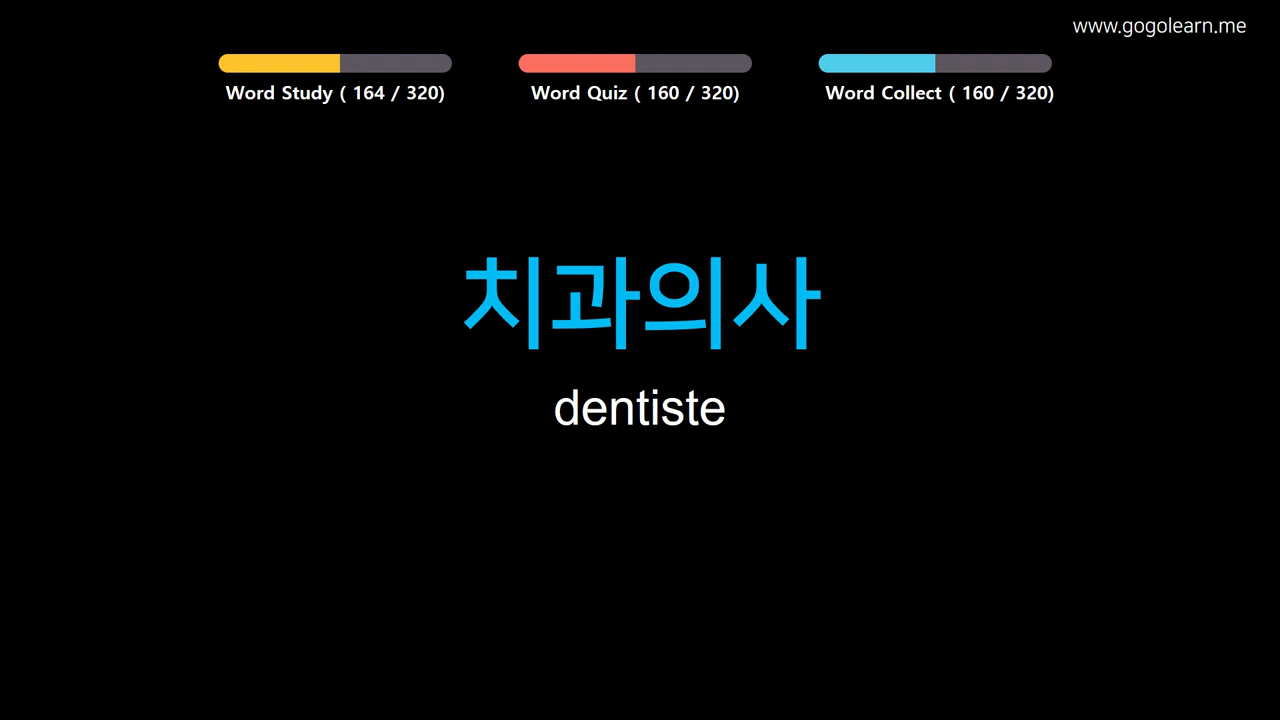 www.gogolearn.me
Word Study ( 164 / 320)
Word Quiz ( 160 / 320)
Word Collect ( 160 / 320)
치과의사
dentiste